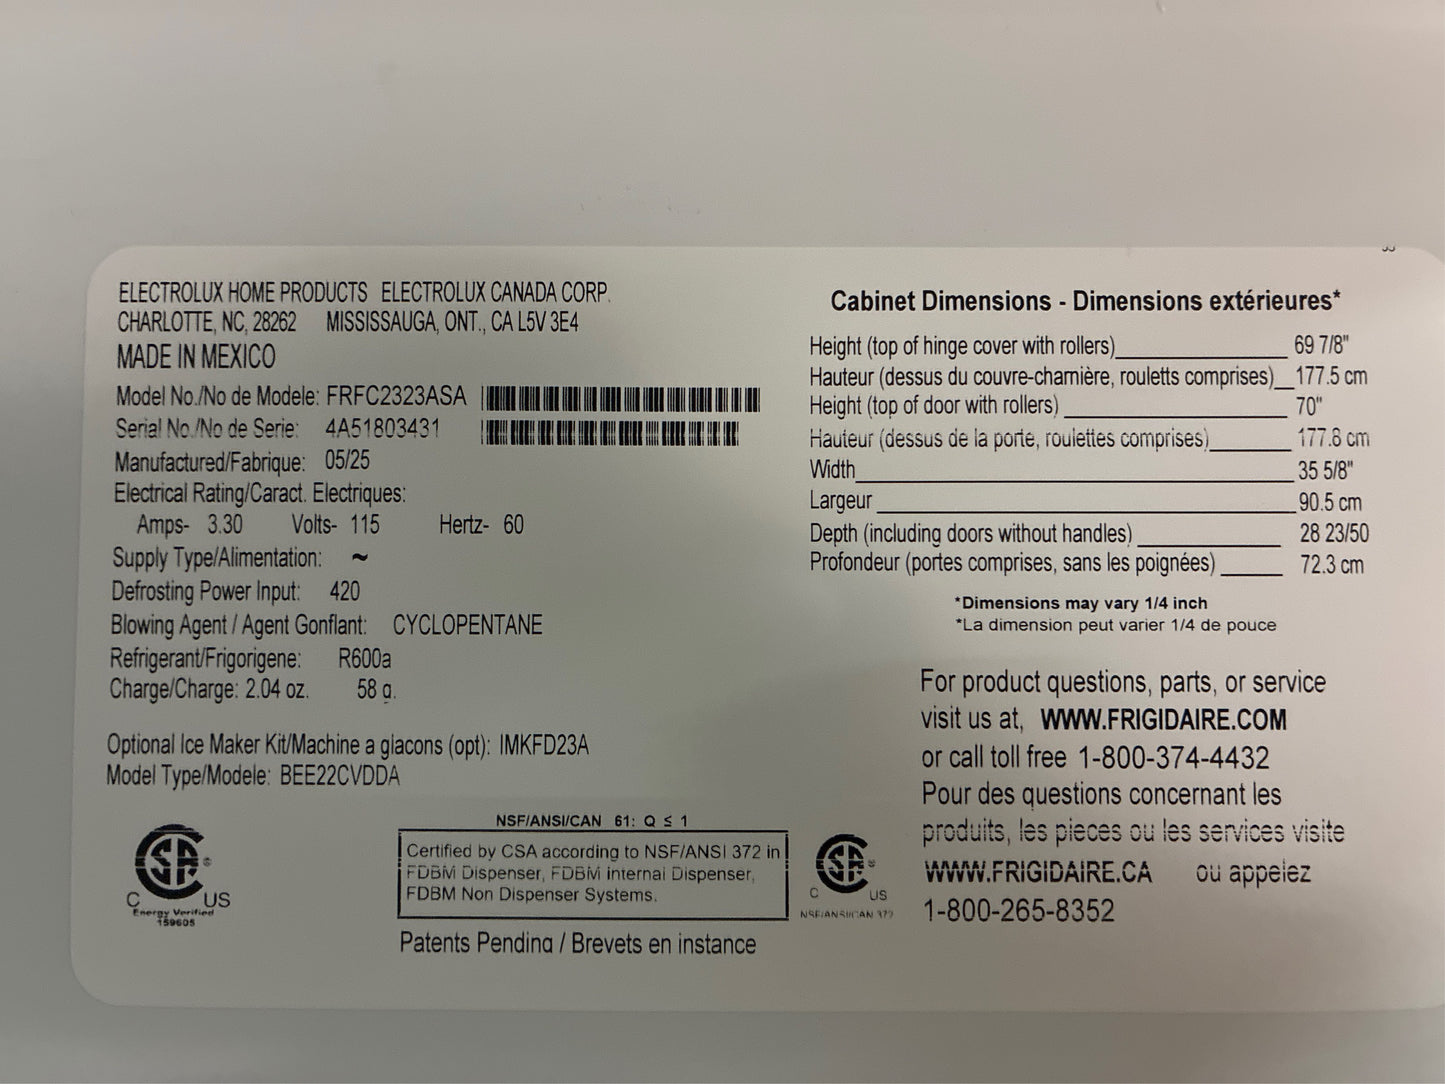 ELECTROLUX HOME PRODUCTS ELECTROLUX CANADA CORP.
CHARLOTTE, NC, 28262 MISSISSAUGA, ONT., CA L5V 3E4
MADE IN MEXICO
Model No./No de Modele: FRFC2323ASA
Serial No./No de Serie: 4A51803431
Manufactured/Fabrique: 05/25
Electrical Rating/Caract. Electriques:
Amps- 3.30 Volts- 115 Hertz- 60
Supply Type/Alimentation: ~
Defrosting Power Input: 420
Blowing Agent / Agent Gonflant: CYCLOPENTANE
Refrigerant/Frigorigene: R600a
Charge/Charge: 2.04 oz. 58 g.
Optional Ice Maker Kit/Machine a glacons (opt): IMKFD23A
Model Type/Modele: BEE22CVDDA
CSA®
C US
Energy Verified
159605
NSF/ANSI/CAN 61: Q ≤ 1
Certified by CSA according to NSF/ANSI 372 in
FDBM Dispenser, FDBM internal Dispenser,
FDBM Non Dispenser Systems.
Patents Pending / Brevets en instance
CSA®
C US
NSF/ANSI/CAN 372
Cabinet Dimensions - Dimensions extérieures*
Height (top of hinge cover with rollers) 69 7/8"
Hauteur (dessus du couvre-charnière, rouletts comprises) 177.5 cm
Height (top of door with rollers) 70"
Hauteur (dessus de la porte, roulettes comprises) 177.8 cm
Width 35 5/8"
Largeur 90.5 cm
Depth (including doors without handles) 28 23/50
Profondeur (portes comprises, sans les poignées) 72.3 cm
*Dimensions may vary 1/4 inch
*La dimension peut varier 1/4 de pouce
For product questions, parts, or service
visit us at, WWW.FRIGIDAIRE.COM
or call toll free 1-800-374-4432
Pour des questions concernant les
produits, les pieces ou les services visite
WWW.FRIGIDAIRE.CA ou appelez
1-800-265-8352